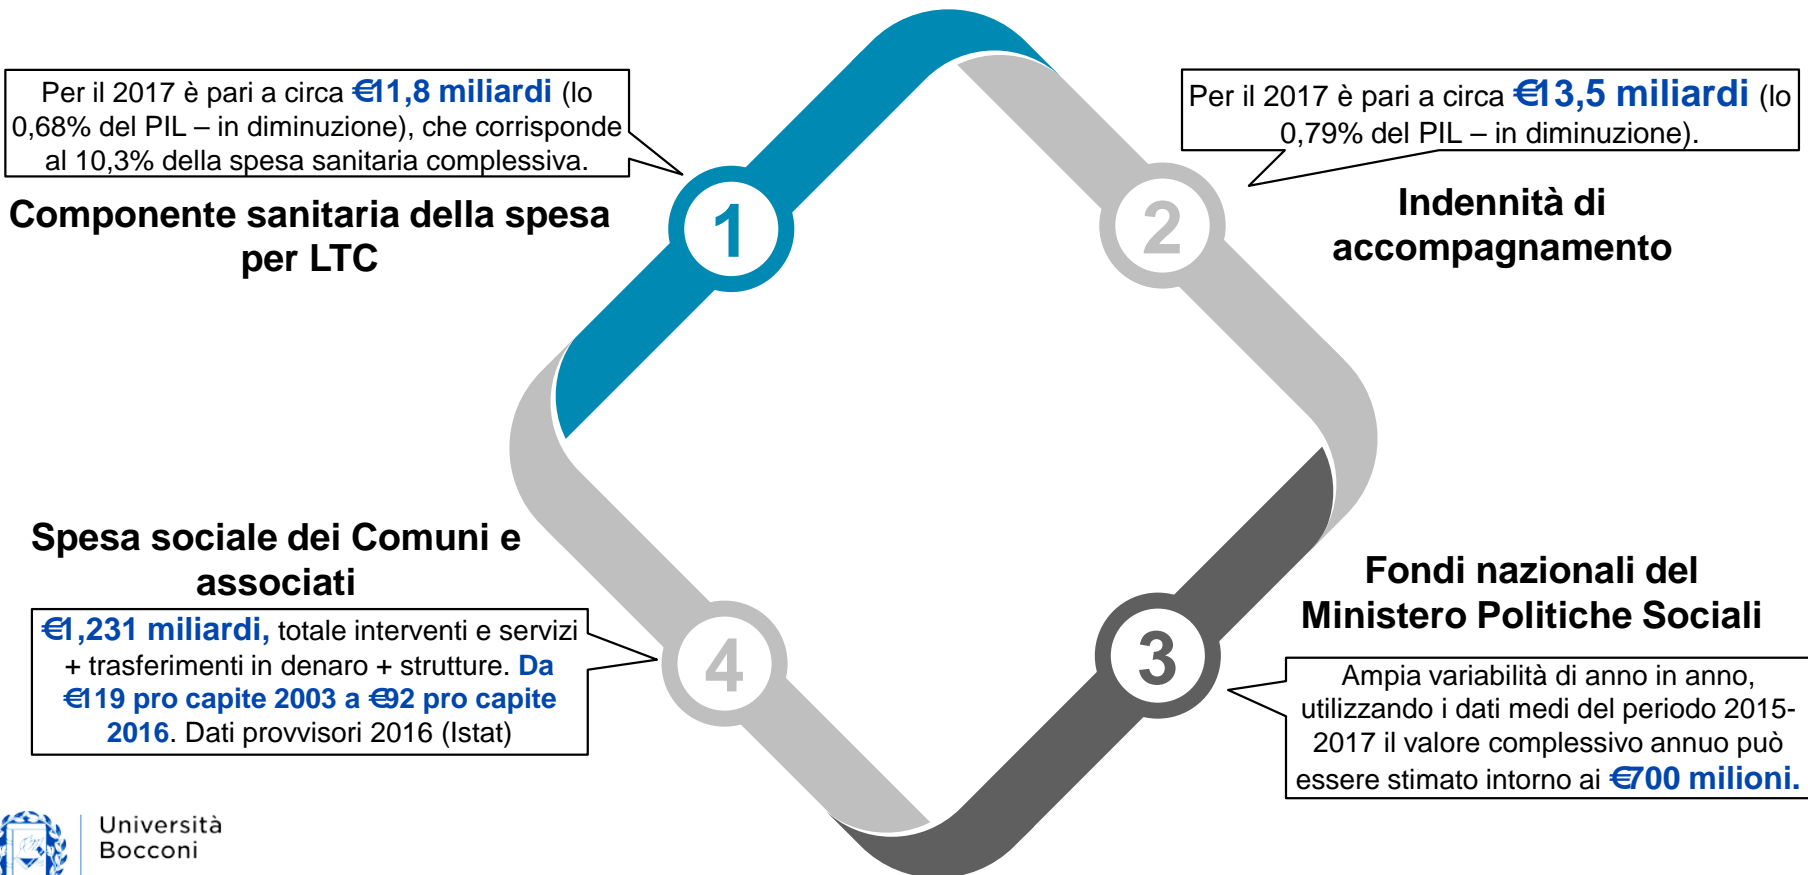 Per il 2017 è pari a circa €11,8 miliardi (lo
0,68% del PIL – in diminuzione), che corrisponde
al 10,3% della spesa sanitaria complessiva.
Componente sanitaria della spesa
per LTC
1
Per il 2017 è pari a circa €13,5 miliardi (lo
0,79% del PIL – in diminuzione).
2
Indennità di
accompagnamento
Spesa sociale dei Comuni e
associati
€1,231 miliardi, totale interventi e servizi
+ trasferimenti in denaro + strutture. Da
€119 pro capite 2003 a €92 pro capite
2016. Dati provvisori 2016 (Istat)
4
3
Fondi nazionali del
Ministero Politiche Sociali
Ampia variabilità di anno in anno,
utilizzando i dati medi del periodo 2015-
2017 il valore complessivo annuo può
essere stimato intorno ai €700 milioni.
Università
Bocconi